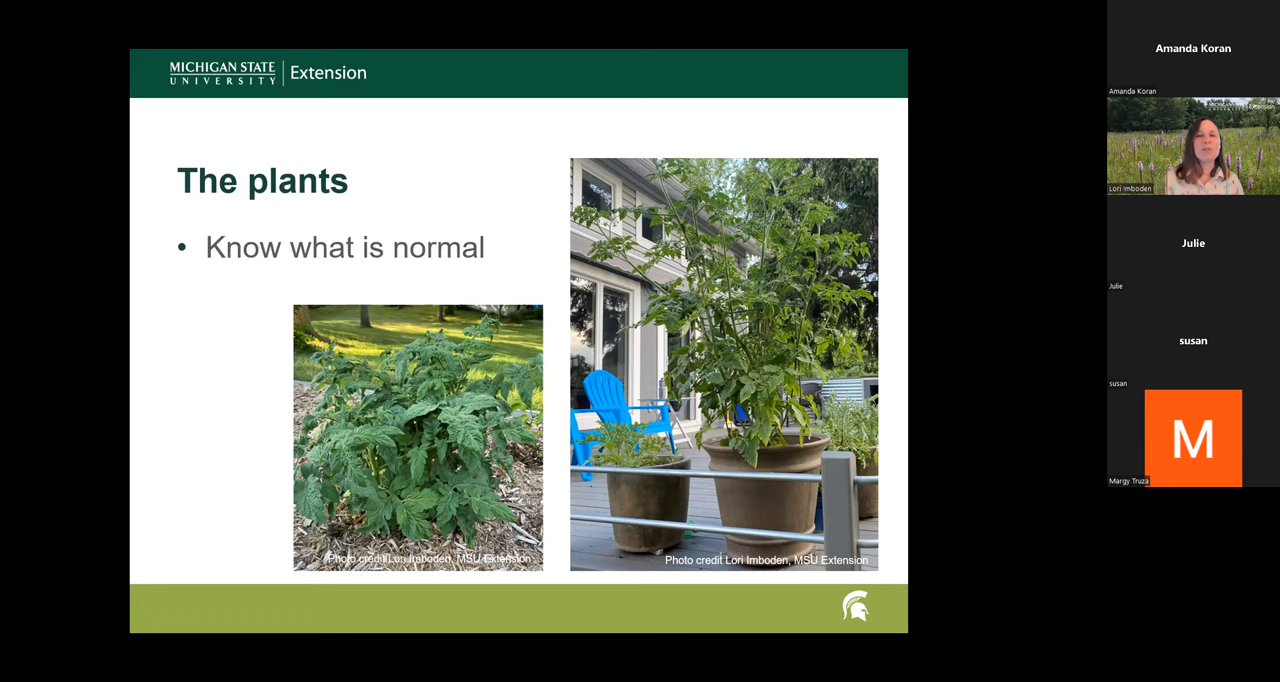 MICHIGAN STATE
UNIVERSITY
Extension
The plants
• Know what is normal
Photo credit Lori Imboden, MSU Extension
Photo credit Lori Imboden, MSU Extension
Amanda Koran
Amanda Koran
Extension
Lori Imboden
Julie
Julie
susan
susan
M
Margy Truza